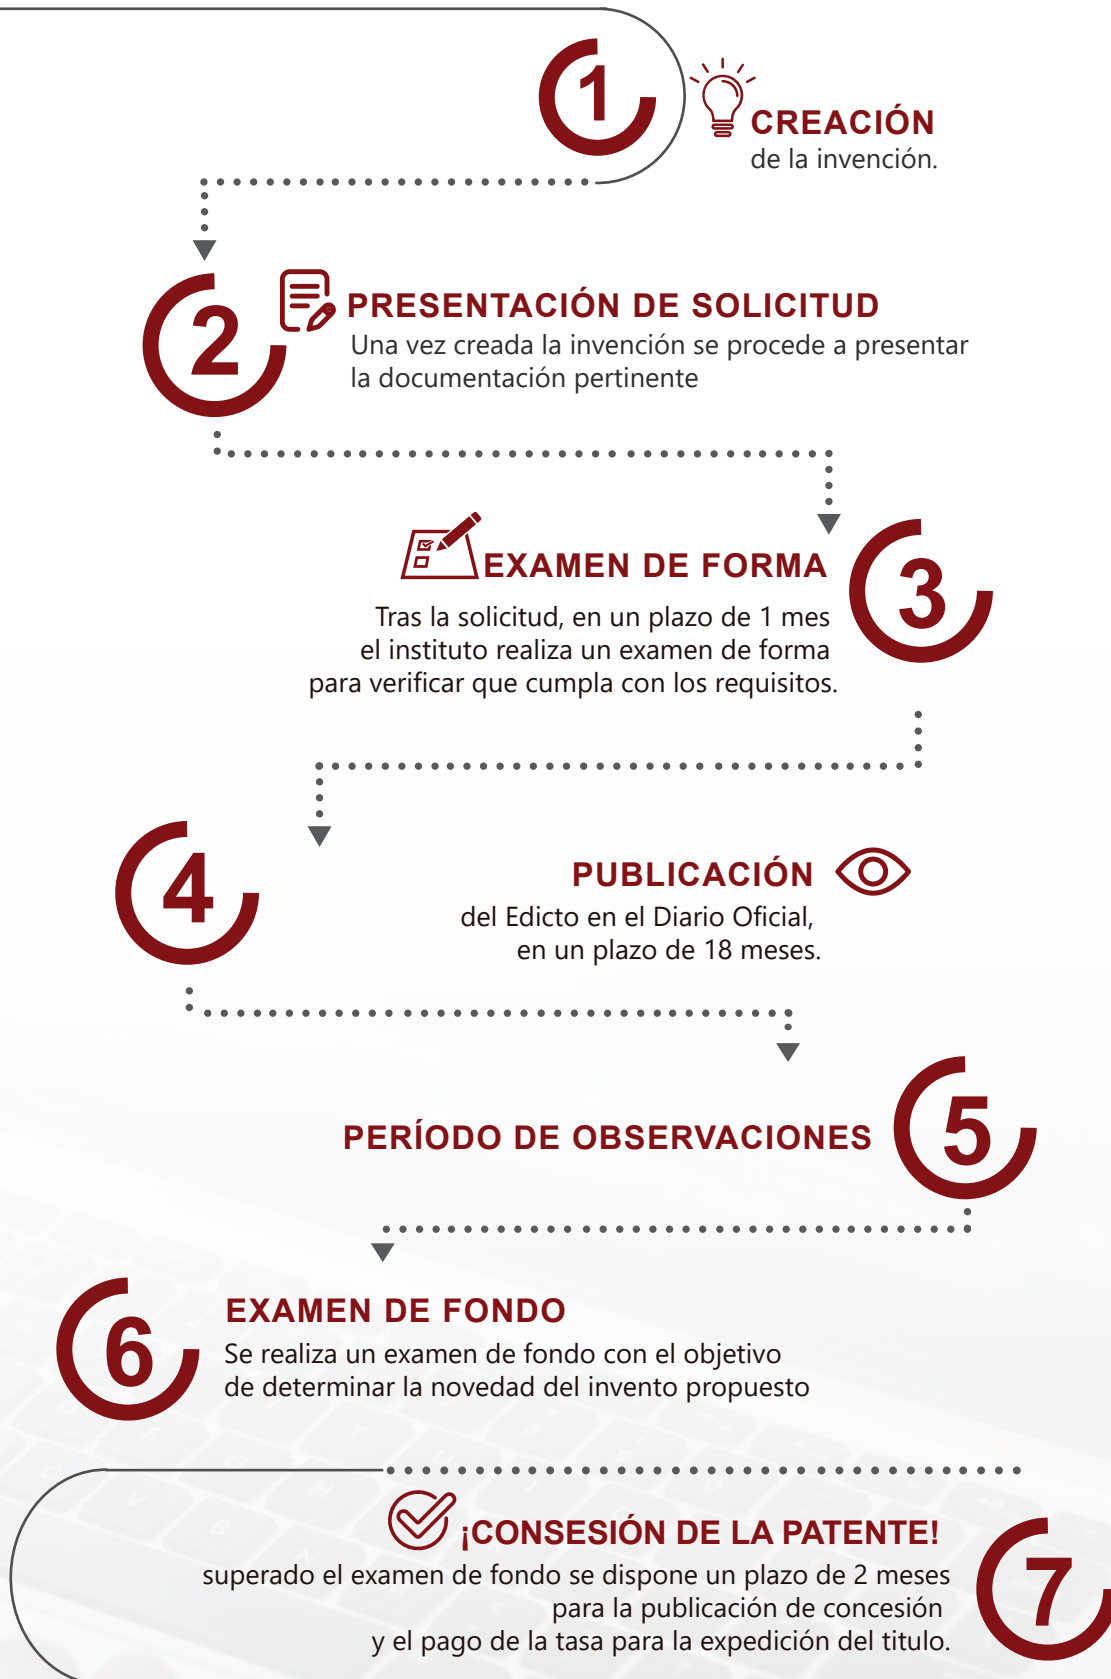 1
CREACIÓN
de la invención.
2
PRESENTACIÓN DE SOLICITUD
Una vez creada la invención se procede a presentar
la documentación pertinente
EXAMEN DE FORMA
3
Tras la solicitud, en un plazo de 1 mes
el instituto realiza un examen de forma
para verificar que cumpla con los requisitos.
4
PUBLICACIÓN
del Edicto en el Diario Oficial,
en un plazo de 18 meses.
PERÍODO DE OBSERVACIONES
5
6
EXAMEN DE FONDO
Se realiza un examen de fondo con el objetivo
de determinar la novedad del invento propuesto
¡CONSESIÓN DE LA PATENTE!
7
superado el examen de fondo se dispone un plazo de 2 meses
para la publicación de concesión
y el pago de la tasa para la expedición del titulo.